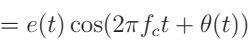 = e(t) cos(2πf_c t + θ(t))